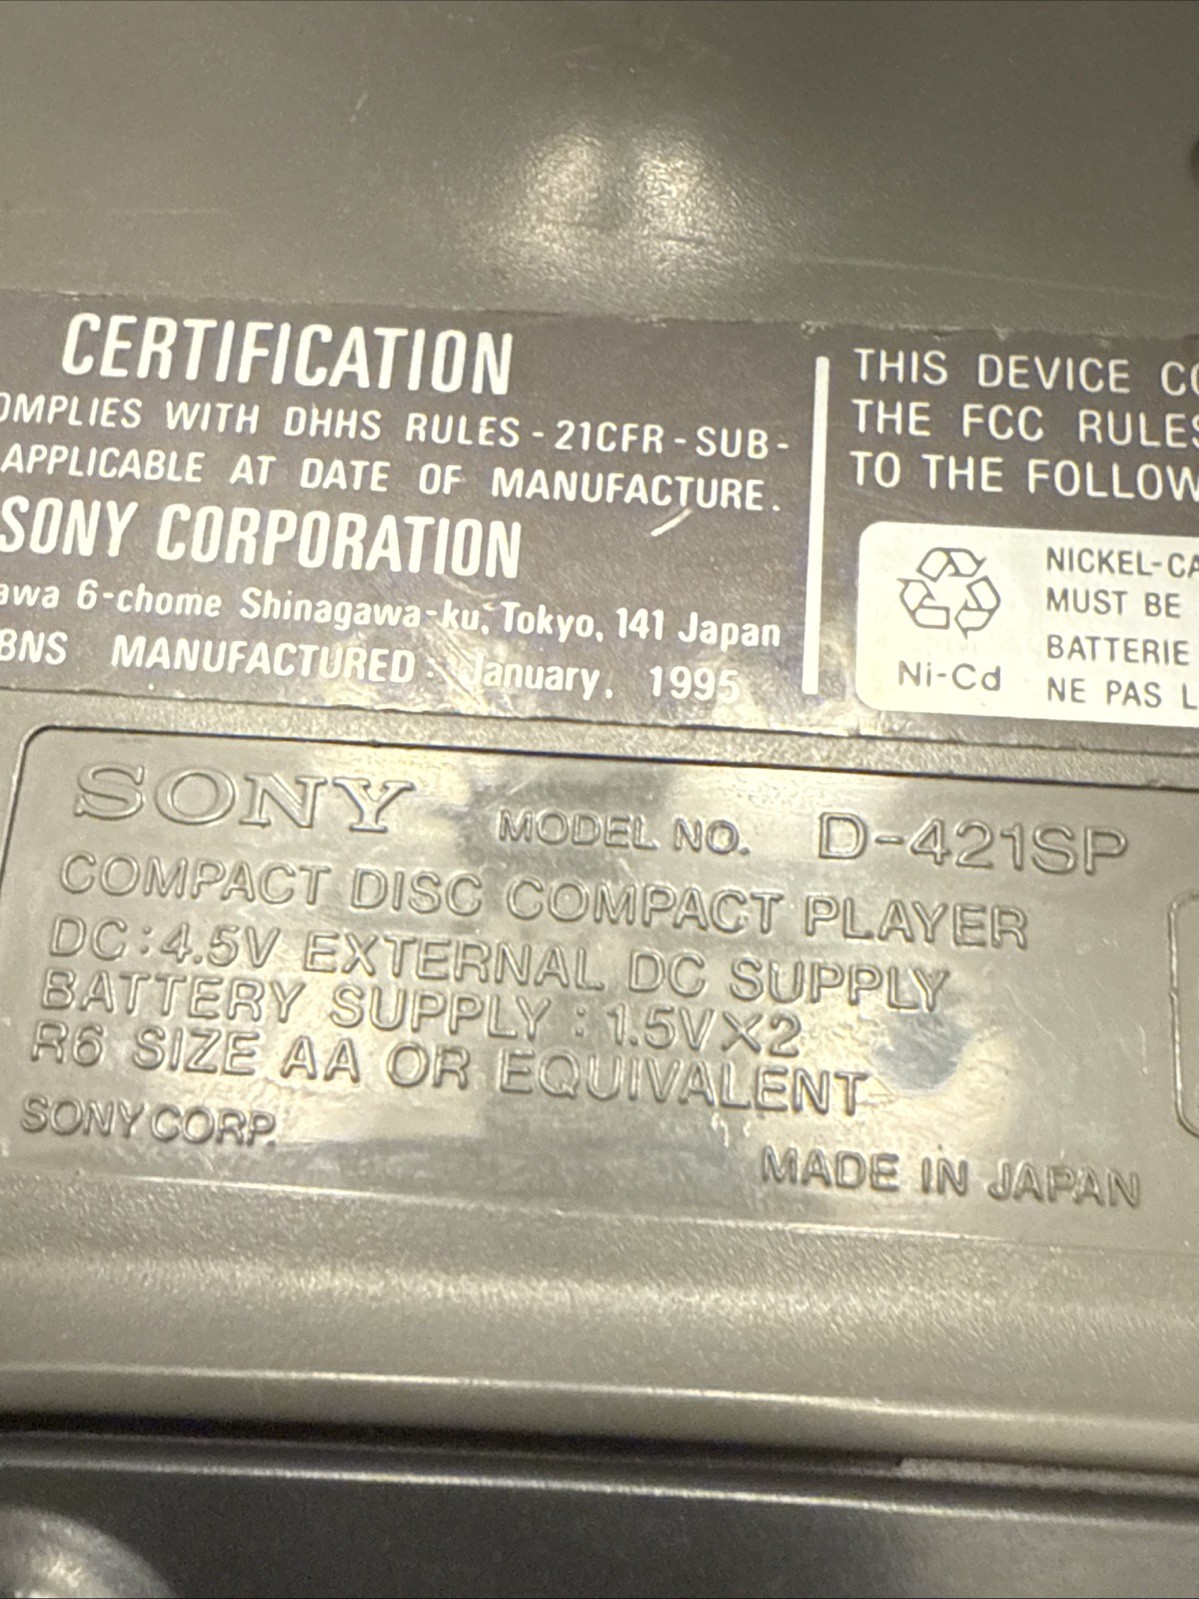 CERTIFICATION
OMPLIES WITH DHHS RULES - 21CFR - SUB -
APPLICABLE AT DATE OF MANUFACTURE.
SONY CORPORATION
awa 6-chome Shinagawa-ku, Tokyo, 141 Japan
BNS MANUFACTURED : January, 1995
THIS DEVICE CO
THE FCC RULES
TO THE FOLLOW
Ni-Cd
NICKEL-CA
MUST BE
BATTERIE
NE PAS L
SONY MODEL NO. D-421SP
COMPACT DISC COMPACT PLAYER
DC:4.5V EXTERNAL DC SUPPLY
BATTERY SUPPLY : 1.5V×2
R6 SIZE AA OR EQUIVALENT
SONY CORP.
MADE IN JAPAN